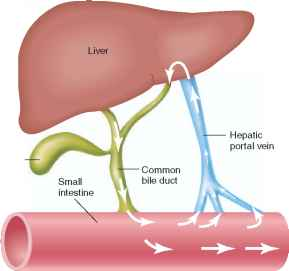 Liver
Hepatic
portal vein
Common
bile duct
Small
intestine